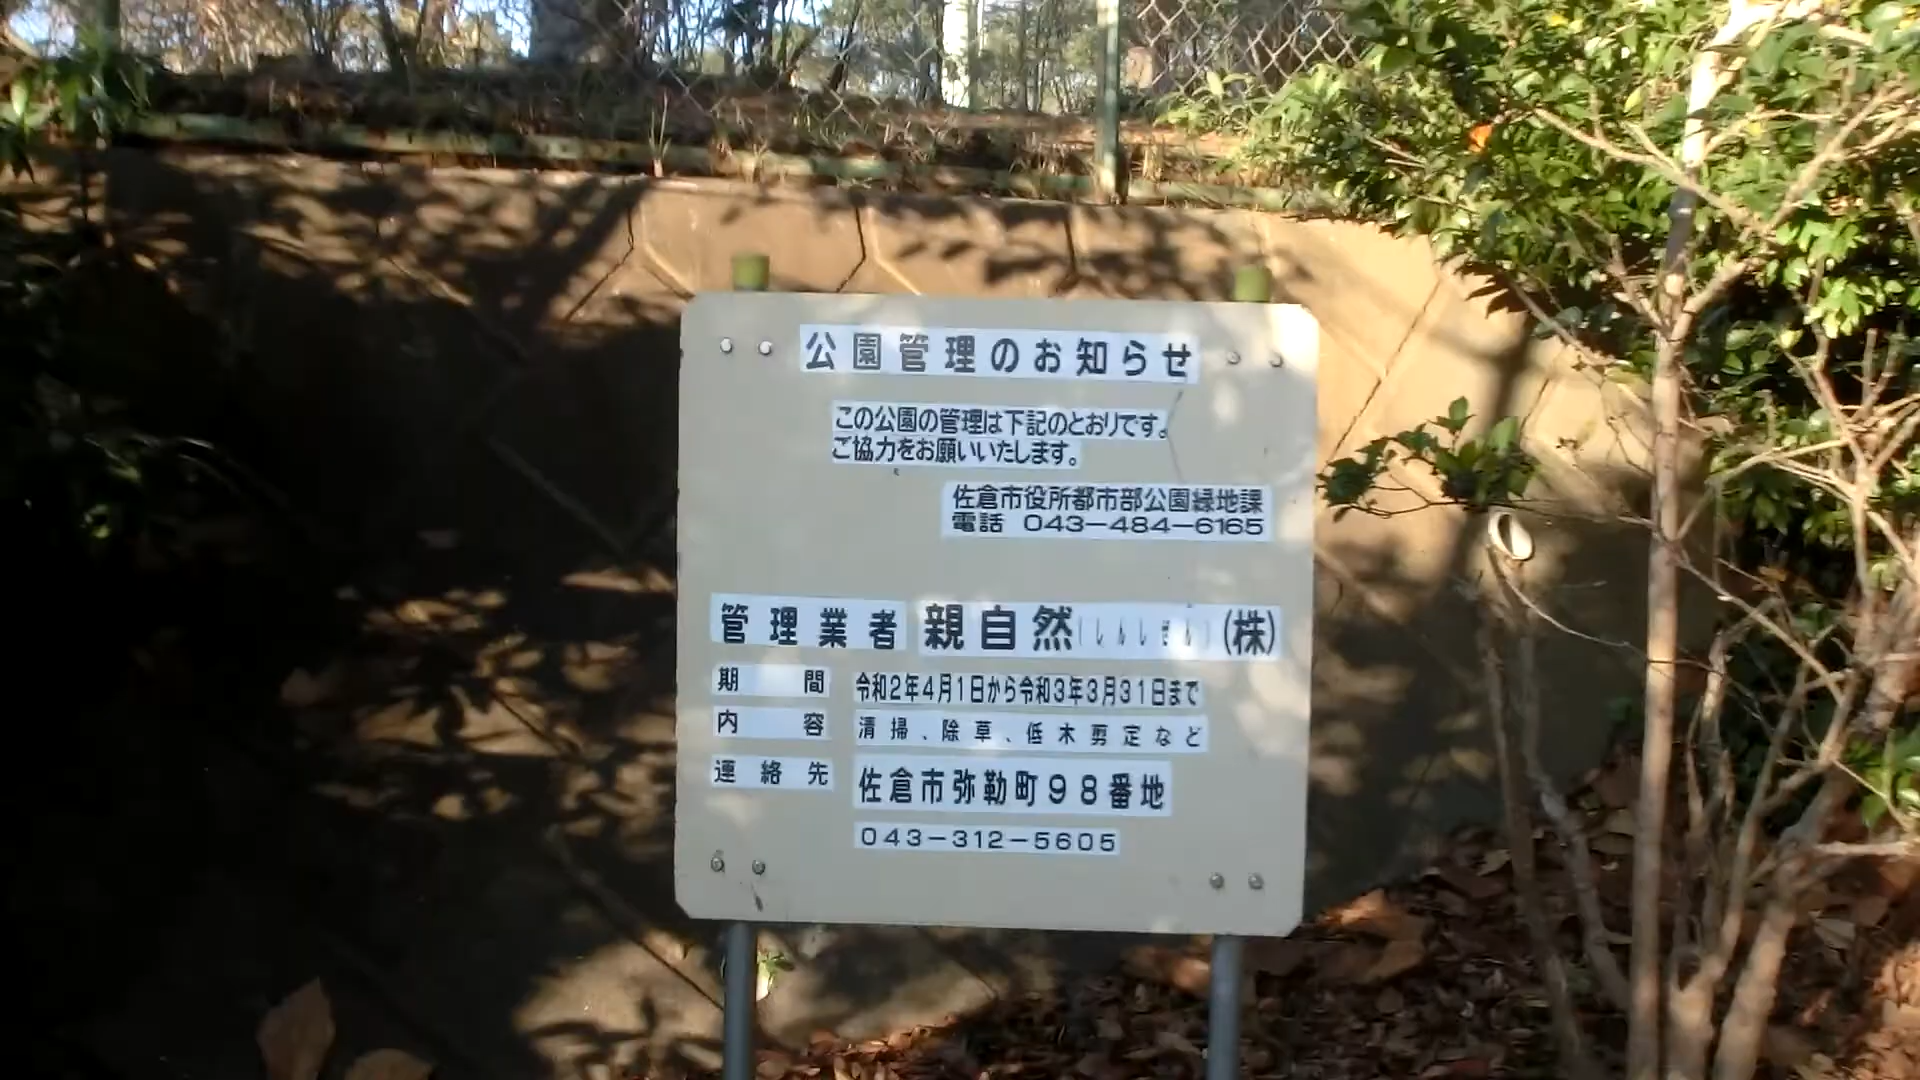 公園管理のお知らせ
この公園の管理は下記のとおりです。
ご協力をお願いいたします。
佐倉市役所都市部公園緑地課
電話 043-484-6165
管理業者 親自然(しんしぜん)(株)
期間 令和2年4月1日から令和3年3月31日まで
内容 清掃、除草、低木剪定など
連絡先 佐倉市弥勒町98番地
043-312-5605